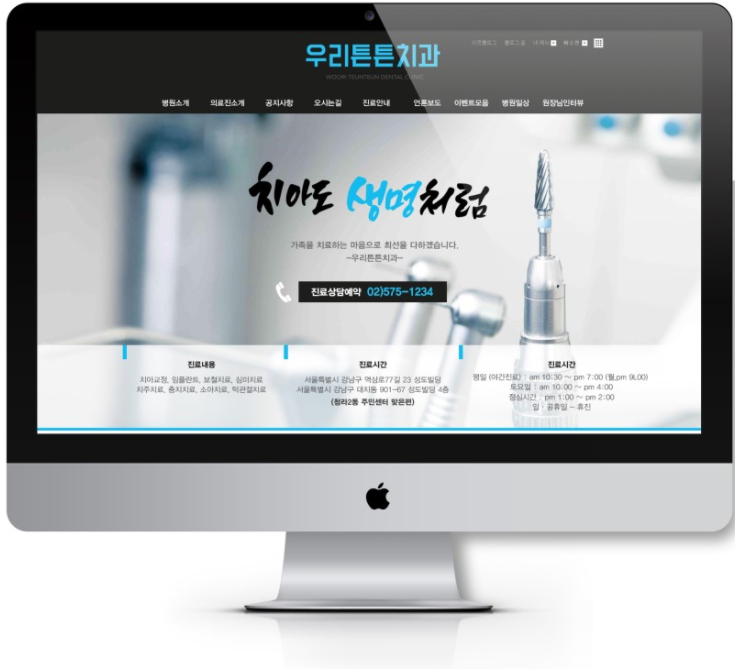 우리튼튼치과
WOORI TEUNTEUN DENTAL CLINIC
병원소개 의료진소개 공지사항 오시는길 진료안내 언론보도 이벤트모음 병원일상 원장님인터뷰
치아도 생명처럼
가족을 치료하는 마음으로 최선을 다하겠습니다.
-우리튼튼치과-
진료상담예약 02)575-1234
진료내용
치아교정, 임플란트, 보철치료, 심미치료
치주치료, 충치치료, 소아치료, 턱관절치료
진료시간
서울특별시 강남구 역삼로77길 23 성도빌딩
서울특별시 강남구 대치동 901-67 성도빌딩 4층
(청라2동 주민센터 맞은편)
진료시간
평일 (야간진료) : am 10:30 ~ pm 7:00 (월,pm 9L00)
토요일 : am 10:00 ~ pm 4:00
점심시간 : pm 1:00 ~ pm 2:00
일 · 공휴일 - 휴진